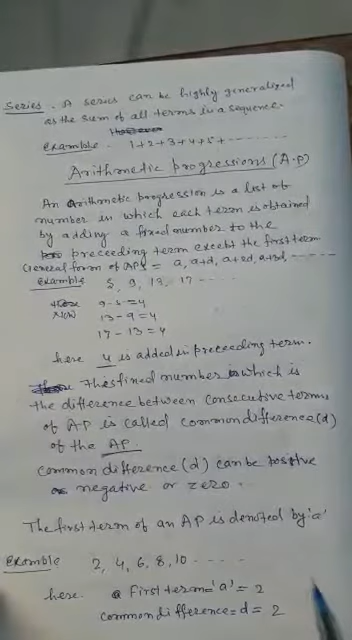 Series. A series can be highly generalized
as the sum of all terms in a sequence.
However
Example. 1+2+3+4+5+ - - - - - - -
Arithmetic progressions (A.P)
An Arithmetic progression is a list of
number in which each term is obtained
by adding a fixed number to the
preceeding term except the first term
General form of APs = a, a+d, a+2d, a+3d, - - - - -
Example 5, 9, 13, 17 - - -
9-5=4
13-9=4
17-13=4
here 4 is added in preceeding term.
The fixed number which is
the difference between consecutive terms
of AP is called common difference (d)
of the AP.
Common difference (d) can be positive
negative or zero.
The first term of an AP is denoted by 'a'
Example 2, 4, 6, 8, 10 - - - - -
here. First term='a' = 2
Common difference=d= 2